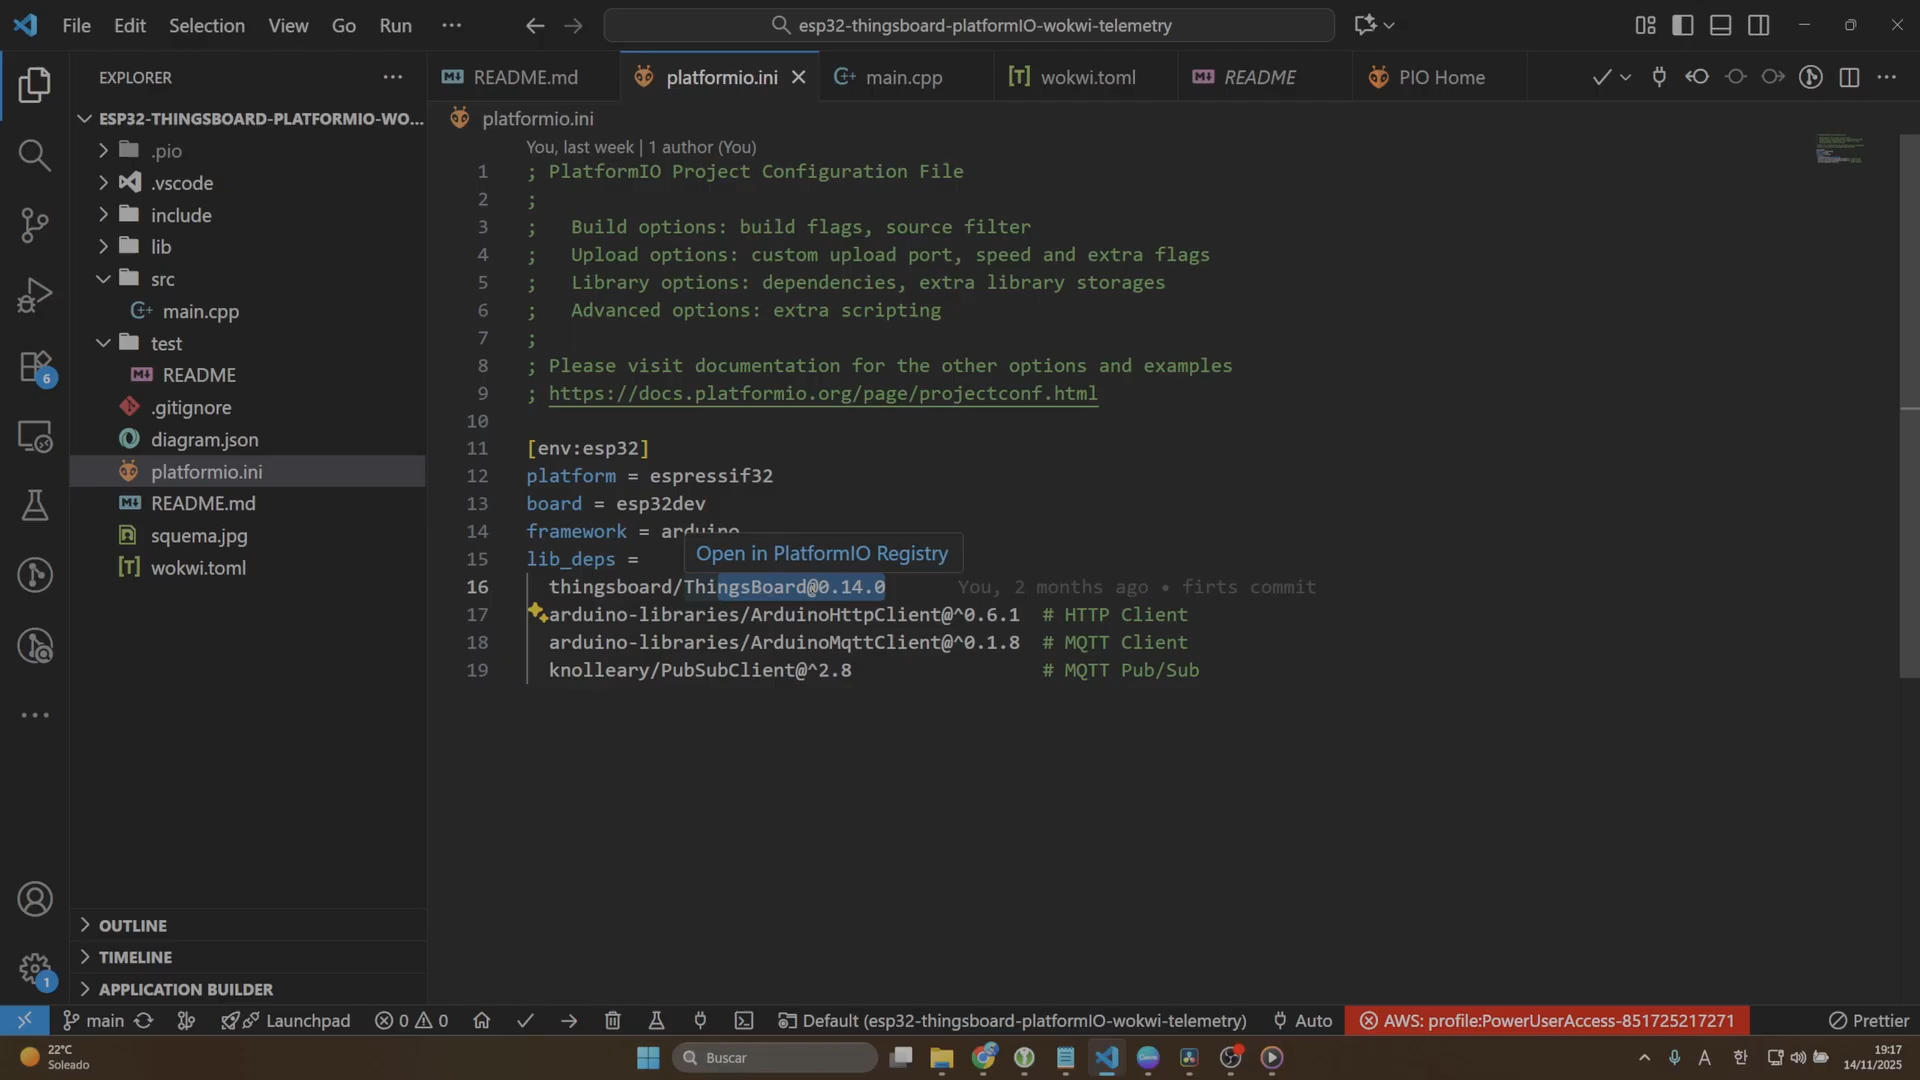 File Edit Selection View Go Run ··· esp32-thingsboard-platformIO-wokwi-telemetry
EXPLORER ···
README.md platformio.ini main.cpp wokwi.toml README PIO Home
ESP32-THINGSBOARD-PLATFORMIO-WO...
.pio
.vscode
include
lib
src
main.cpp
test
README
.gitignore
diagram.json
platformio.ini
README.md
squema.jpg
wokwi.toml
OUTLINE
TIMELINE
APPLICATION BUILDER
6
1
platformio.ini
You, last week | 1 author (You)
1 ; PlatformIO Project Configuration File
2 ;
3 ;   Build options: build flags, source filter
4 ;   Upload options: custom upload port, speed and extra flags
5 ;   Library options: dependencies, extra library storages
6 ;   Advanced options: extra scripting
7 ;
8 ; Please visit documentation for the other options and examples
9 ; https://docs.platformio.org/page/projectconf.html
10
11 [env:esp32]
12 platform = espressif32
13 board = esp32dev
14 framework = arduino
15 lib_deps =
Open in PlatformIO Registry
16   thingsboard/ThingsBoard@0.14.0 You, 2 months ago • firts commit
17   arduino-libraries/ArduinoHttpClient@^0.6.1  # HTTP Client
18   arduino-libraries/ArduinoMqttClient@^0.1.8  # MQTT Client
19   knolleary/PubSubClient@^2.8                 # MQTT Pub/Sub
main Launchpad 0 0 Default (esp32-thingsboard-platformIO-wokwi-telemetry) Auto AWS: profile:PowerUserAccess-851725217271 Prettier
22°C
Soleado
Buscar
A 한
19:17
14/11/2025